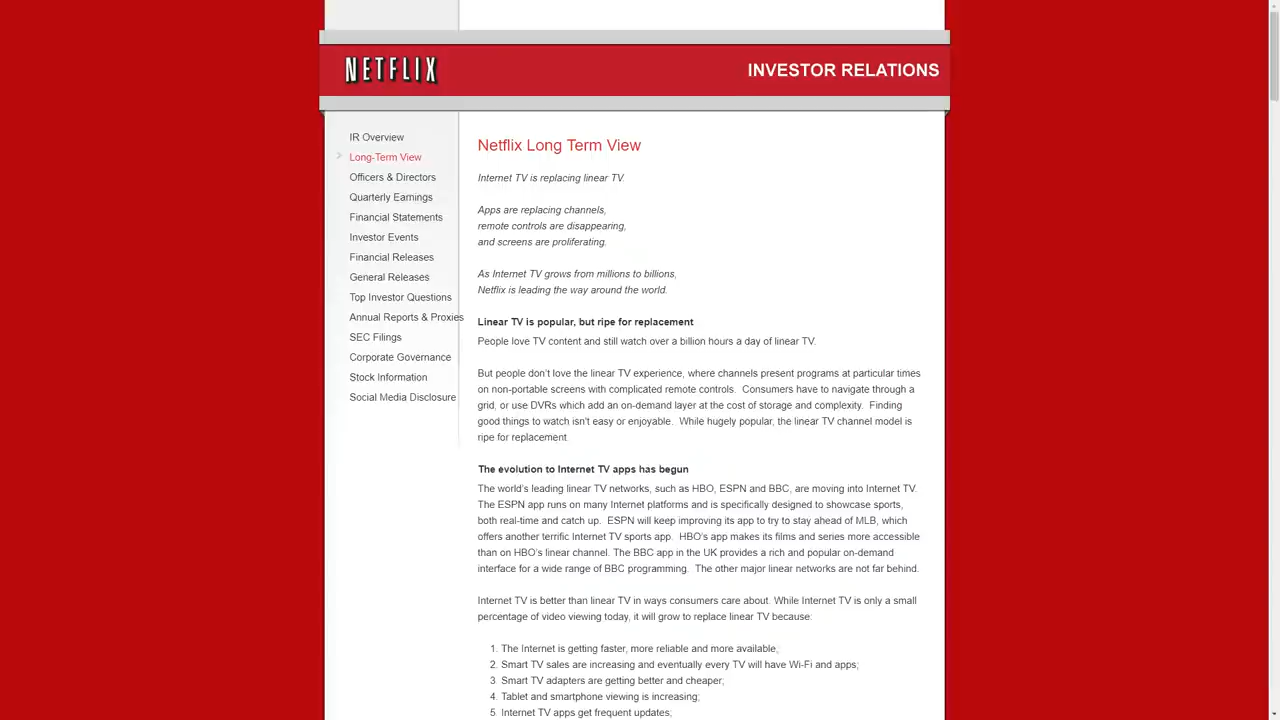 NETFLIX
INVESTOR RELATIONS
IR Overview
Long-Term View
Officers & Directors
Quarterly Earnings
Financial Statements
Investor Events
Financial Releases
General Releases
Top Investor Questions
Annual Reports & Proxies
SEC Filings
Corporate Governance
Stock Information
Social Media Disclosure
Netflix Long Term View
Internet TV is replacing linear TV.
Apps are replacing channels,
remote controls are disappearing,
and screens are proliferating.
As Internet TV grows from millions to billions,
Netflix is leading the way around the world.
Linear TV is popular, but ripe for replacement
People love TV content and still watch over a billion hours a day of linear TV.
But people don't love the linear TV experience, where channels present programs at particular times
on non-portable screens with complicated remote controls.  Consumers have to navigate through a
grid, or use DVRs which add an on-demand layer at the cost of storage and complexity.  Finding
good things to watch isn't easy or enjoyable.  While hugely popular, the linear TV channel model is
ripe for replacement
The evolution to Internet TV apps has begun
The world's leading linear TV networks, such as HBO, ESPN and BBC, are moving into Internet TV.
The ESPN app runs on many Internet platforms and is specifically designed to showcase sports,
both real-time and catch up.  ESPN will keep improving its app to try to stay ahead of MLB, which
offers another terrific Internet TV sports app.  HBO's app makes its films and series more accessible
than on HBO's linear channel. The BBC app in the UK provides a rich and popular on-demand
interface for a wide range of BBC programming.  The other major linear networks are not far behind.
Internet TV is better than linear TV in ways consumers care about. While Internet TV is only a small
percentage of video viewing today, it will grow to replace linear TV because:
1. The Internet is getting faster, more reliable and more available;
2. Smart TV sales are increasing and eventually every TV will have Wi-Fi and apps;
3. Smart TV adapters are getting better and cheaper;
4. Tablet and smartphone viewing is increasing;
5. Internet TV apps get frequent updates;